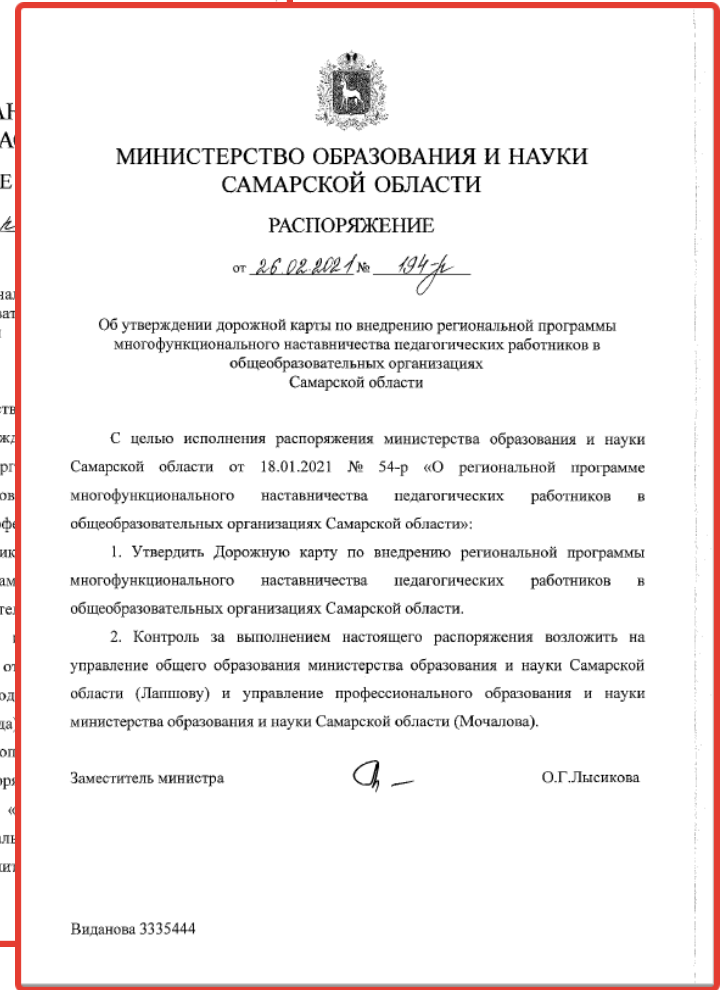 МИНИСТЕРСТВО ОБРАЗОВАНИЯ И НАУКИ
САМАРСКОЙ ОБЛАСТИ
РАСПОРЯЖЕНИЕ
от 26.02.2021 № 194-р
Об утверждении дорожной карты по внедрению региональной программы
многофункционального наставничества педагогических работников в
общеобразовательных организациях
Самарской области
С целью исполнения распоряжения министерства образования и науки
Самарской области от 18.01.2021 № 54-р «О региональной программе
многофункционального наставничества педагогических работников в
общеобразовательных организациях Самарской области»:
1. Утвердить Дорожную карту по внедрению региональной программы
многофункционального наставничества педагогических работников в
общеобразовательных организациях Самарской области.
2. Контроль за выполнением настоящего распоряжения возложить на
управление общего образования министерства образования и науки Самарской
области (Лапшову) и управление профессионального образования и науки
министерства образования и науки Самарской области (Мочалова).
Заместитель министра О.Г.Лысикова
Виданова 3335444